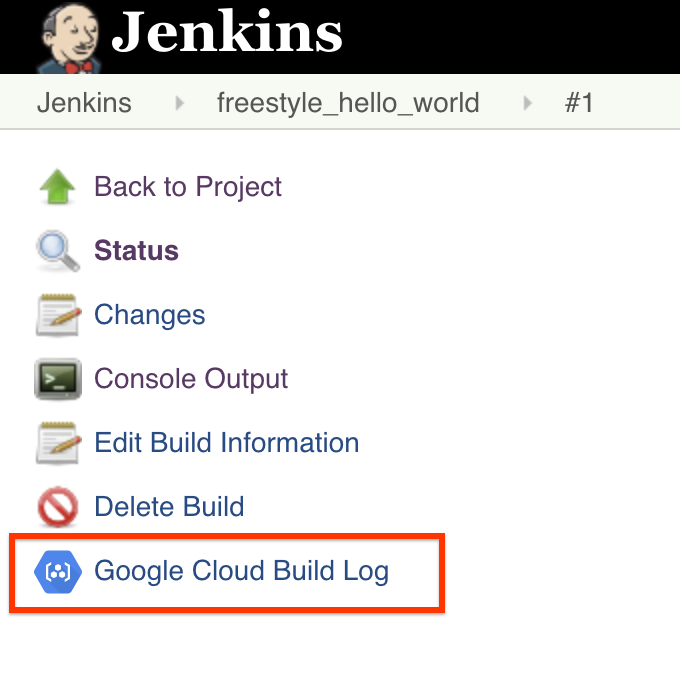 Jenkins
Jenkins freestyle_hello_world #1
Back to Project
Status
Changes
Console Output
Edit Build Information
Delete Build
Google Cloud Build Log